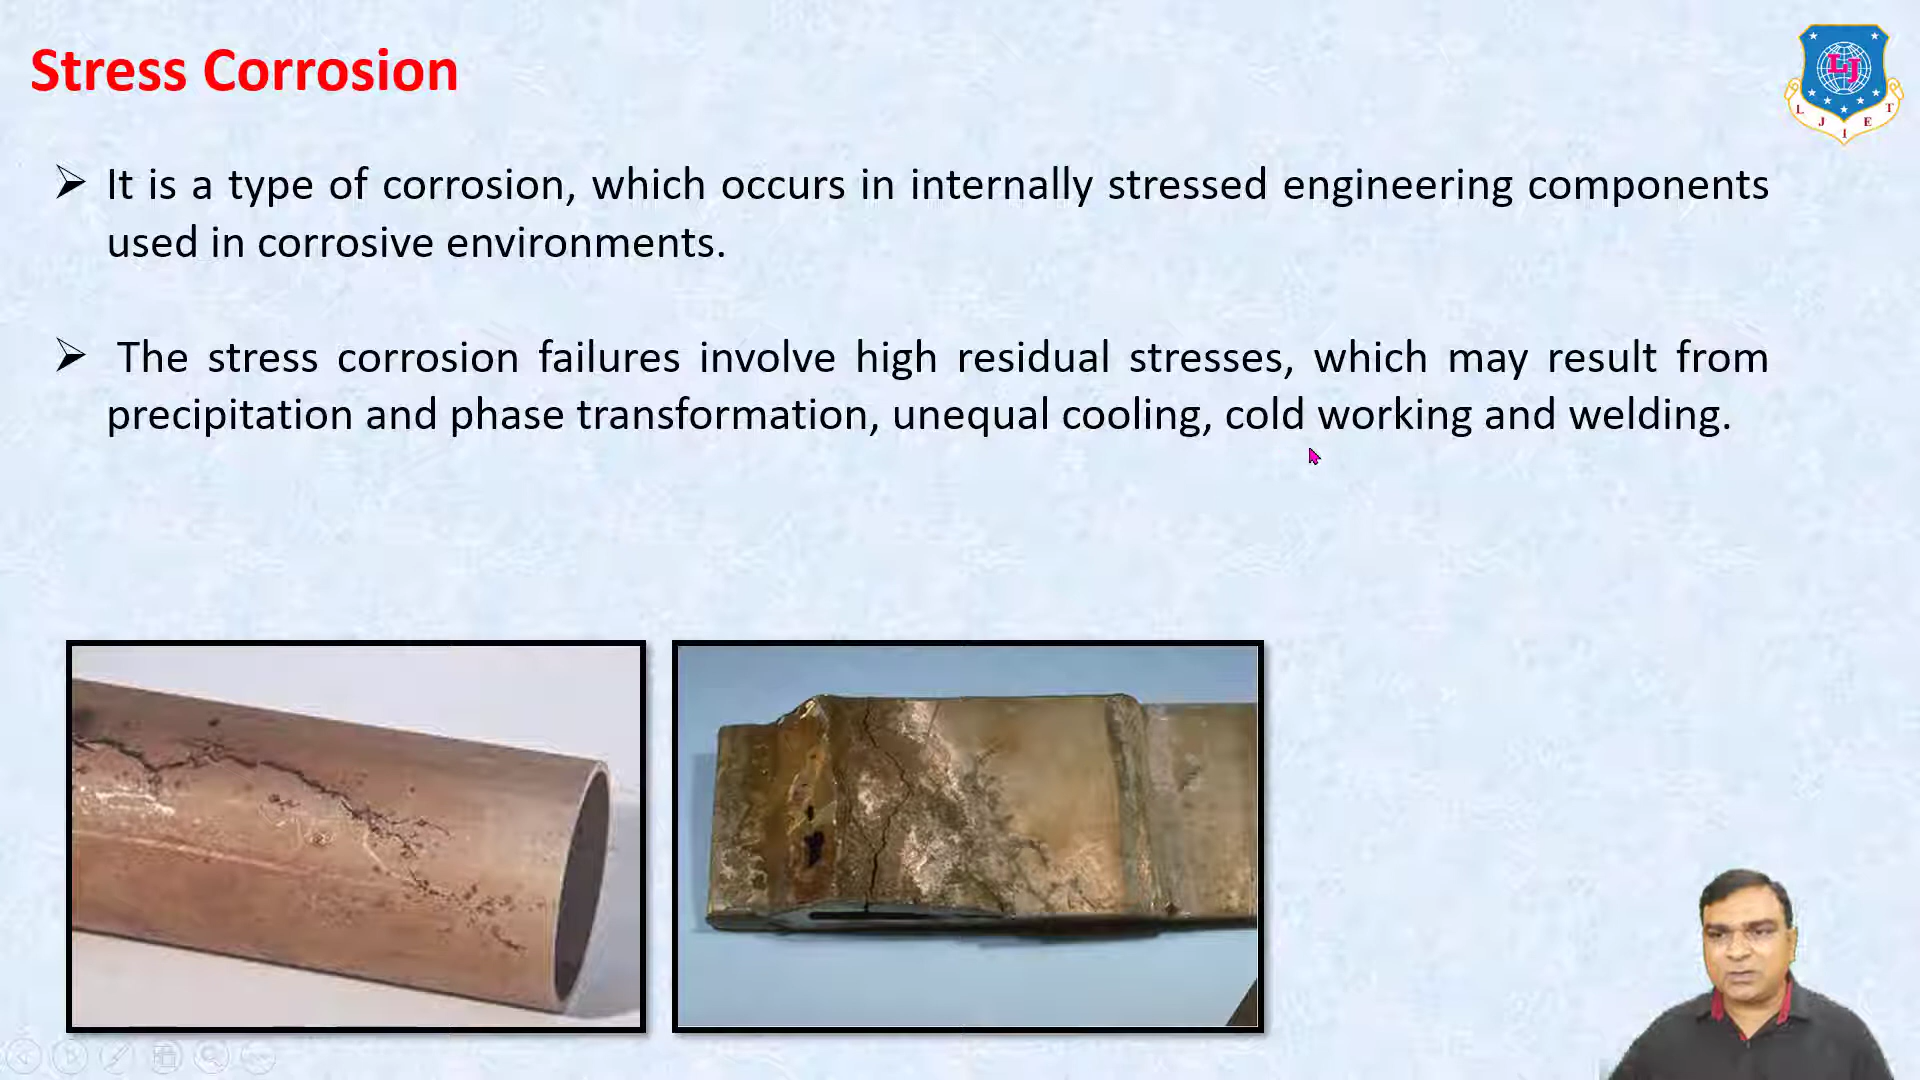 Stress Corrosion
LJ
L J I E T
➢ It is a type of corrosion, which occurs in internally stressed engineering components
used in corrosive environments.
➢ The stress corrosion failures involve high residual stresses, which may result from
precipitation and phase transformation, unequal cooling, cold working and welding.